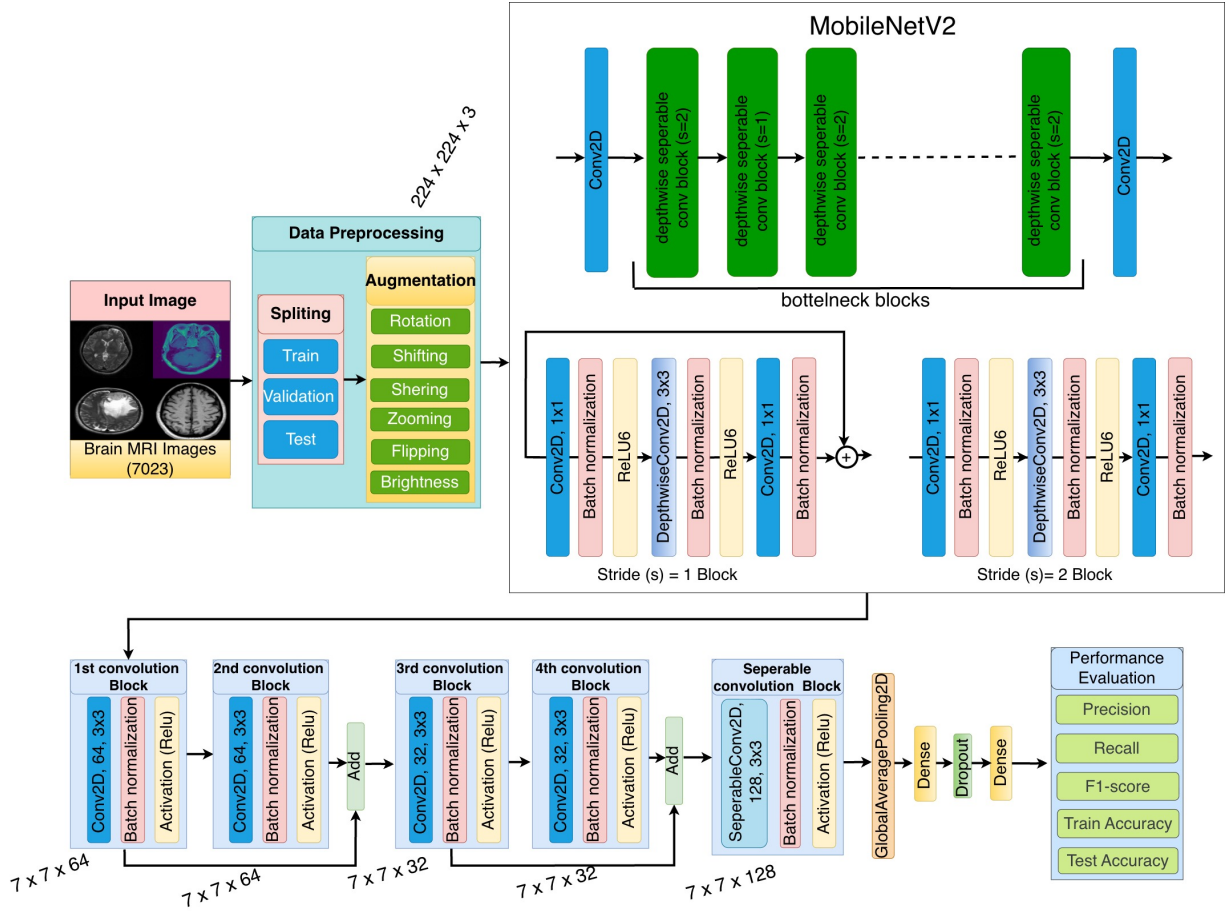 MobileNetV2
Conv2D
depthwise seperable
conv block (s=2)
depthwise seperable
conv block (s=1)
depthwise seperable
conv block (s=2)
depthwise seperable
conv block (s=2)
Conv2D
bottelneck blocks
224 x 224 x 3
Input Image
Brain MRI Images
(7023)
Data Preprocessing
Spliting
Train
Validation
Test
Augmentation
Rotation
Shifting
Shering
Zooming
Flipping
Brightness
Conv2D, 1x1
Batch normalization
ReLU6
DepthwiseConv2D, 3x3
Batch normalization
ReLU6
Conv2D, 1x1
Batch normalization
+
Stride (s) = 1 Block
Conv2D, 1x1
Batch normalization
ReLU6
DepthwiseConv2D, 3x3
Batch normalization
ReLU6
Conv2D, 1x1
Batch normalization
Stride (s)= 2 Block
1st convolution
Block
Conv2D, 64, 3x3
Batch normalization
Activation (Relu)
7 x 7 x 64
2nd convolution
Block
Conv2D, 64, 3x3
Batch normalization
Activation (Relu)
7 x 7 x 64
Add
3rd convolution
Block
Conv2D, 32, 3x3
Batch normalization
Activation (Relu)
7 x 7 x 32
4th convolution
Block
Conv2D, 32, 3x3
Batch normalization
Activation (Relu)
7 x 7 x 32
Add
Seperable
convolution Block
SeperableConv2D,
128, 3x3
Batch normalization
Activation (Relu)
7 x 7 x 128
GlobalAveragePooling2D
Dense
Dropout
Dense
Performance
Evaluation
Precision
Recall
F1-score
Train Accuracy
Test Accuracy